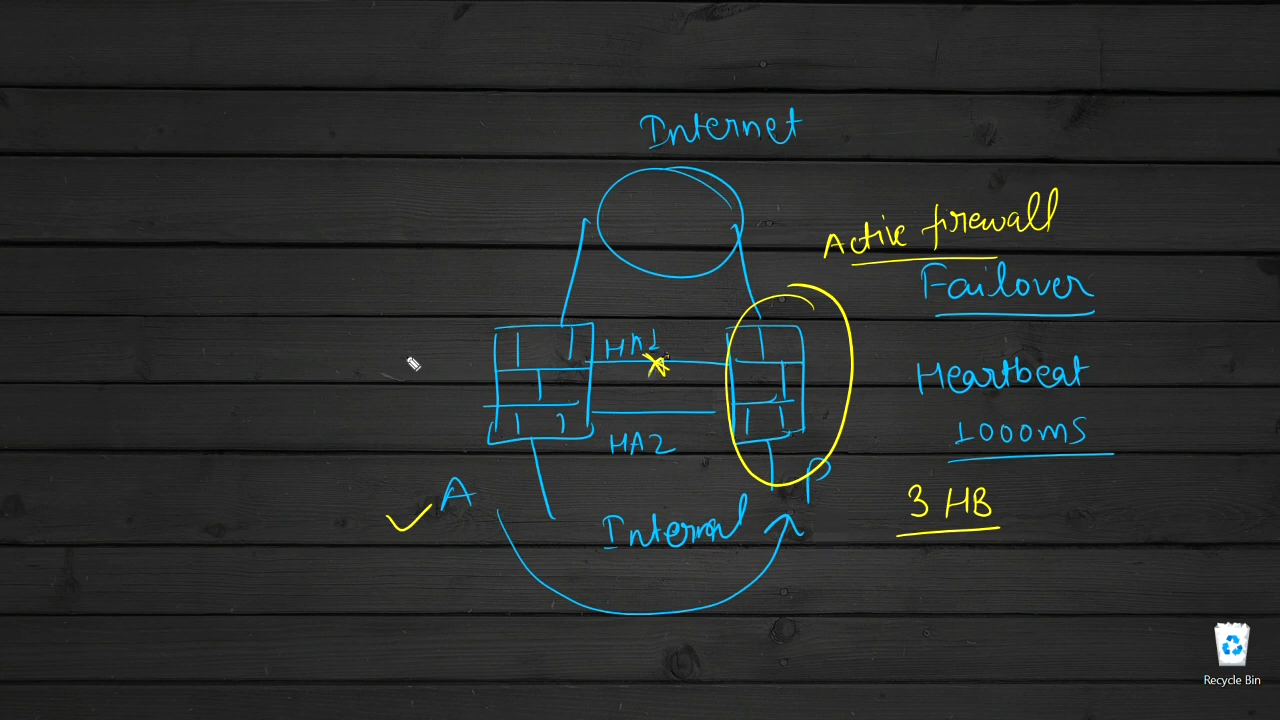 Internet
Active firewall
Failover
HA1
Heartbeat
1000ms
HA2
A
P
3 HB
Internal
Recycle Bin